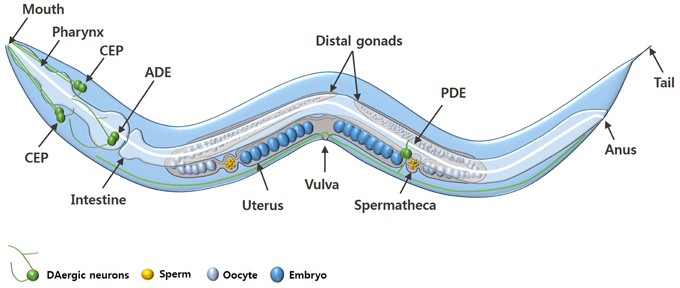 Mouth
Pharynx
CEP
ADE
Distal gonads
PDE
Tail
CEP
Intestine
Uterus
Vulva
Spermatheca
Anus
DAergic neurons
Sperm
Oocyte
Embryo